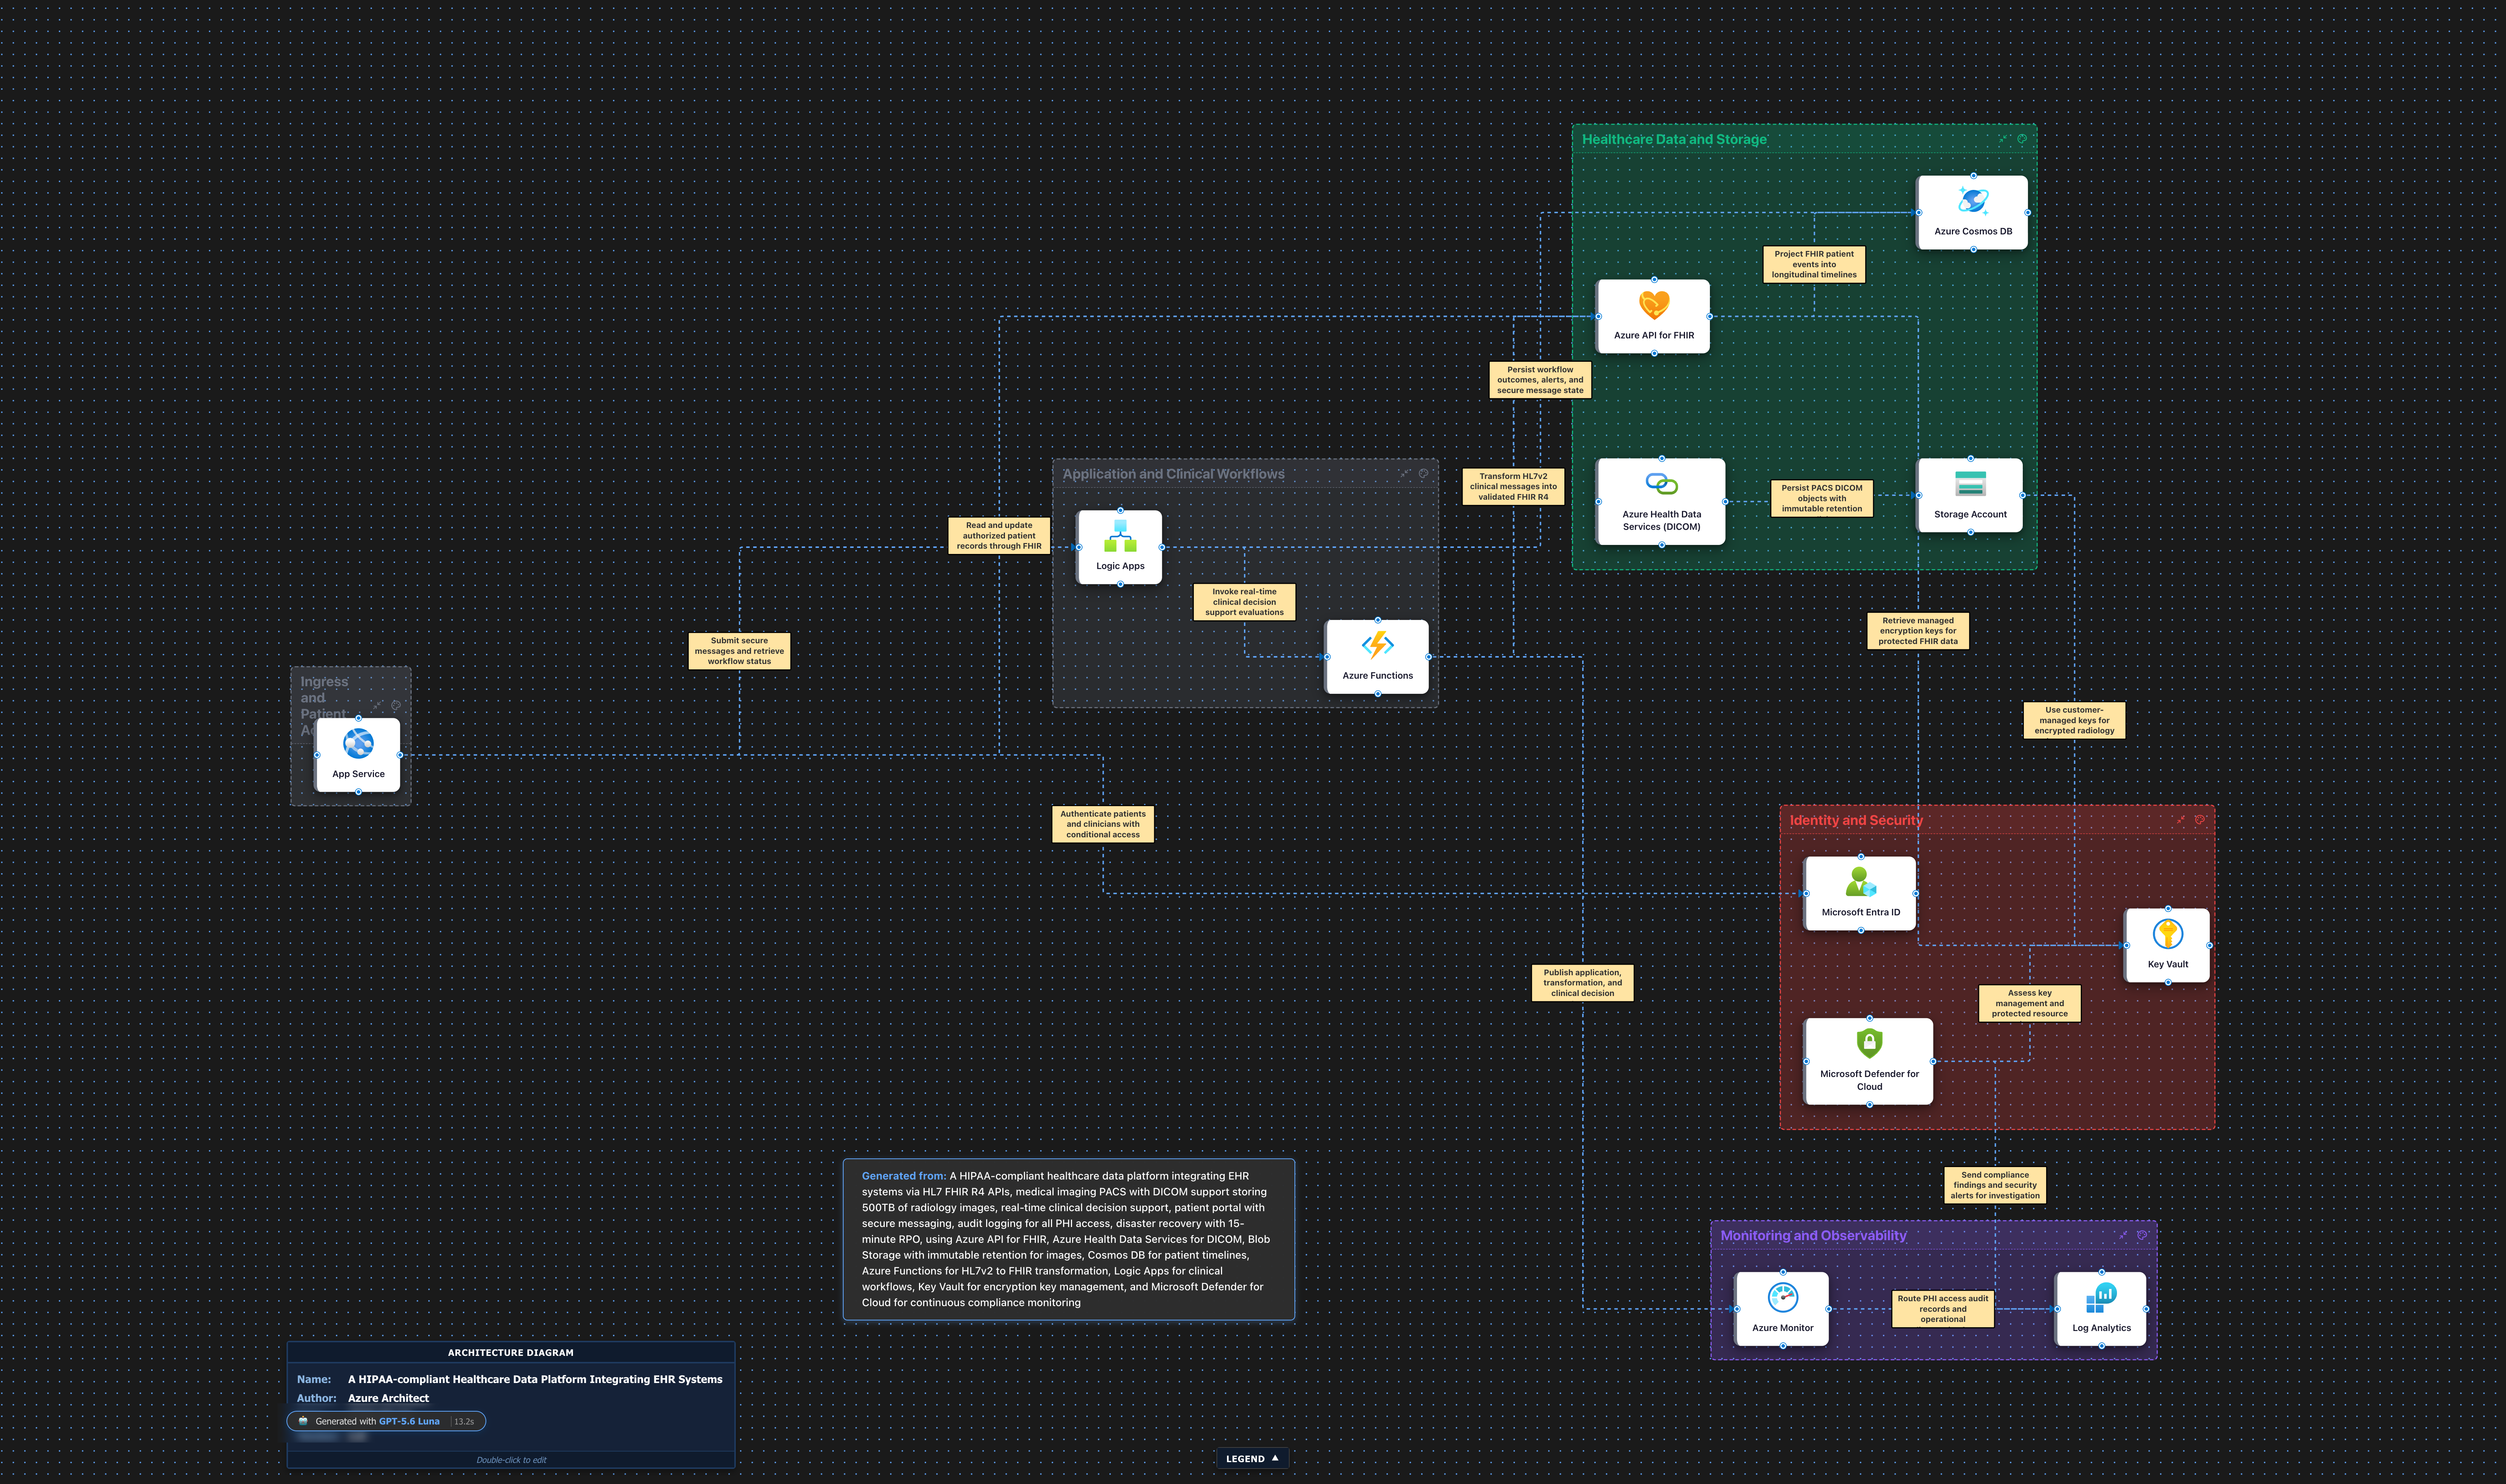 Healthcare Data and Storage
Azure Cosmos DB
Project FHIR patient
events into
longitudinal timelines
Azure API for FHIR
Persist workflow
outcomes, alerts, and
secure message state
Application and Clinical Workflows
Transform HL7v2
clinical messages into
validated FHIR R4
Azure Health Data
Services (DICOM)
Persist PACS DICOM
objects with
immutable retention
Storage Account
Read and update
authorized patient
records through FHIR
Logic Apps
Invoke real-time
clinical decision
support evaluations
Submit secure
messages and retrieve
workflow status
Azure Functions
Retrieve managed
encryption keys for
protected FHIR data
Ingress
and
Patient
App Service
Use customer-
managed keys for
encrypted radiology
Authenticate patients
and clinicians with
conditional access
Identity and Security
Microsoft Entra ID
Key Vault
Publish application,
transformation, and
clinical decision
Assess key
management and
protected resource
Microsoft Defender for
Cloud
Send compliance
findings and security
alerts for investigation
Generated from: A HIPAA-compliant healthcare data platform integrating EHR
systems via HL7 FHIR R4 APIs, medical imaging PACS with DICOM support storing
500TB of radiology images, real-time clinical decision support, patient portal with
secure messaging, audit logging for all PHI access, disaster recovery with 15-
minute RPO, using Azure API for FHIR, Azure Health Data Services for DICOM, Blob
Storage with immutable retention for images, Cosmos DB for patient timelines,
Azure Functions for HL7v2 to FHIR transformation, Logic Apps for clinical
workflows, Key Vault for encryption key management, and Microsoft Defender for
Cloud for continuous compliance monitoring
Monitoring and Observability
Azure Monitor
Route PHI access audit
records and
operational
Log Analytics
ARCHITECTURE DIAGRAM
Name: A HIPAA-compliant Healthcare Data Platform Integrating EHR Systems
Author: Azure Architect
Generated with GPT-5.6 Luna 13.2s
Double-click to edit
LEGEND ▲